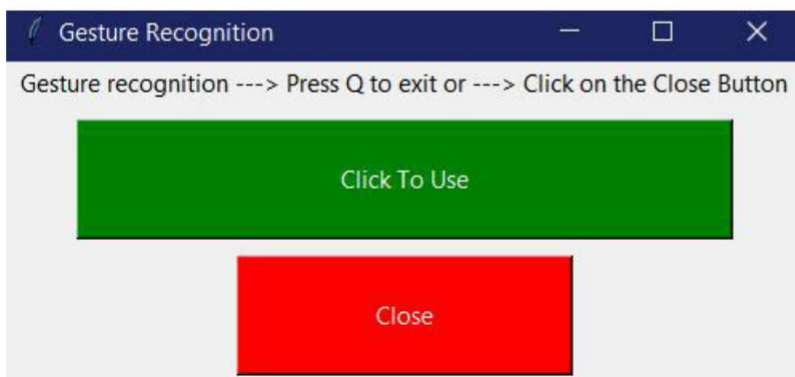 Gesture Recognition
Gesture recognition ---> Press Q to exit or ---> Click on the Close Button
Click To Use
Close